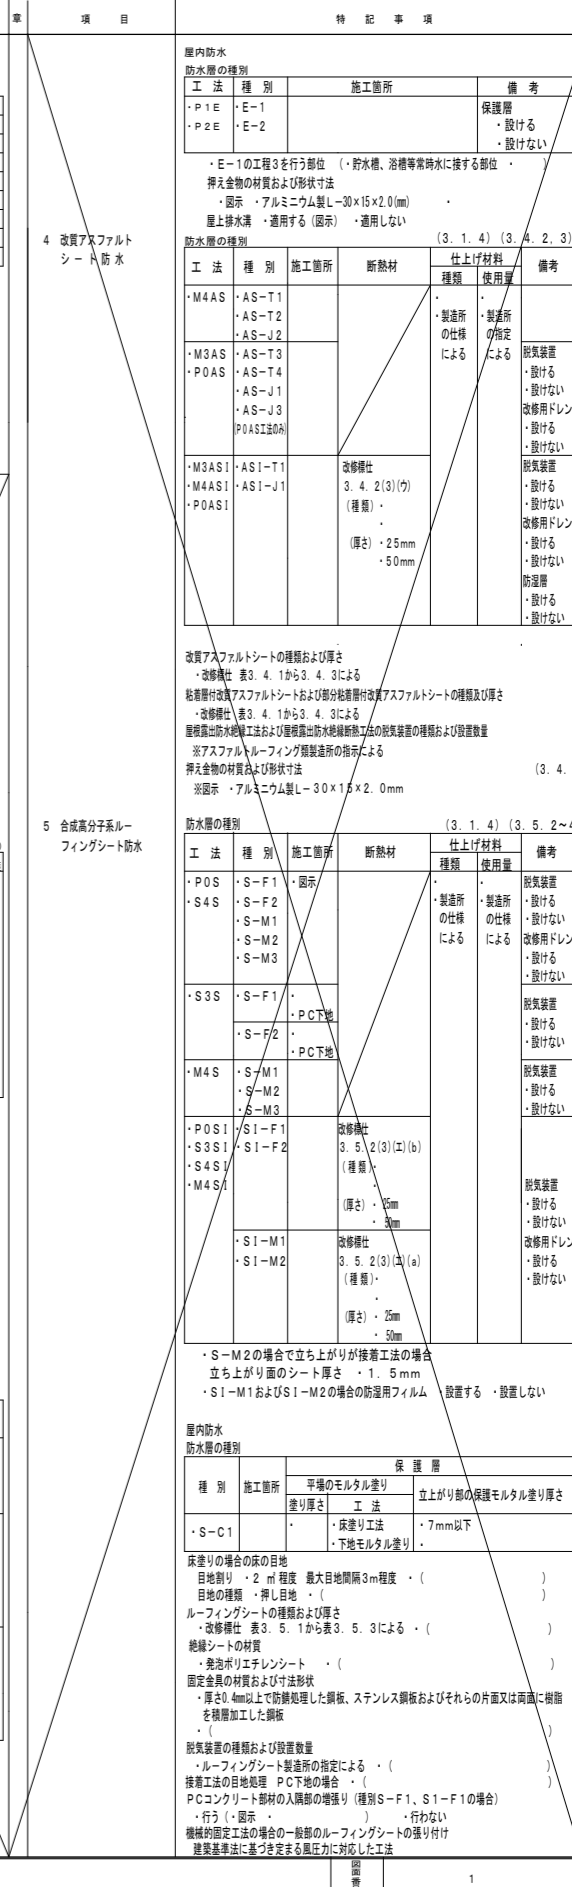 章　項　目　特　記　事　項
屋内防水
防水層の種別
工　法　種　別　施工箇所　備　考
・P1E　・E－1　保護層
・P2E　・E－2　・設ける
・設けない
・E－1の工程3を行う部位　（・貯水槽、浴槽等常時水に接する部位　・　　）
押え金物の材質および形状寸法
・図示　・アルミニウム製L－30×15×2.0(㎜)　・
屋上排水溝　・適用する（図示）　・適用しない
4　改質アスファルト
シート防水
防水層の種別　(3．1．4)（3．4．2，3)
工　法　種　別　施工箇所　断熱材　仕上げ材料　備考
種類　使用量
・M4AS　・AS－T1　・　・
・AS－T2　・製造所　・製造所
・AS－J2　の仕様　の指定
による　による
・M3AS　・AS－T3　脱気装置
・P0AS　・AS－T4　・設ける
・AS－J1　・設けない
・AS－J3　改修用ドレン
(P0AS工法のみ)　・設ける
・設けない
・M3ASI　・ASI－T1　改修標仕　脱気装置
・M4ASI　・ASI－J1　3．4．2(3)(ウ)　・設ける
・P0ASI　（種類）・　・設けない
・　改修用ドレン
（厚さ）・25mm　・設ける
・50mm　・設けない
防湿層
・設ける
・設けない
改質アスファルトシートの種類および厚さ
・改修標仕　表3．4．1から3．4．3による
粘着層付改質アスファルトシートおよび部分粘着層付改質アスファルトシートの種類及び厚さ
・改修標仕　表3．4．1から3．4．3による
屋根露出防水絶縁工法および屋根露出防水絶縁断熱工法の脱気装置の種類および設置数量
※アスファルトルーフィング類製造所の指示による
押え金物の材質および形状寸法　(3．4．
※図示　・アルミニウム製L－30×15×2．0mm
5　合成高分子系ルー
フィングシート防水
防水層の種別　(3．1．4)（3．5．2～4
工　法　種　別　施工箇所　断熱材　仕上げ材料　備考
種類　使用量
・P0S　・S－F1　・図示　・　・　脱気装置
・S4S　・S－F2　・製造所　・製造所　・設ける
・S－M1　の仕様　の仕様　・設けない
・S－M2　による　による　改修用ドレン
・S－M3　・設ける
・設けない
・S3S　・S－F1　・　脱気装置
・PC下地　・設ける
・S－F2　・　・設けない
・PC下地
・M4S　・S－M1　脱気装置
・S－M2　・設ける
・S－M3　・設けない
・P0SI　・SI－F1　改修標仕
・S3SI　・SI－F2　3．5．2(3)(エ)(b)
・S4SI　（種類）・
・M4SI　・　脱気装置
（厚さ）・　25㎜　・設ける
・　50㎜　・設けない
・SI－M1　改修標仕　改修用ドレン
・SI－M2　3．5．2(3)(エ)(a)　・設ける
（種類）・　・設けない
・
（厚さ）・　25㎜
・　50㎜
・S－M2の場合で立ち上がりが接着工法の場合
立ち上がり面のシート厚さ　・1．5mm
・SI－M1およびSI－M2の場合の防湿用フィルム　・設置する　・設置しない
屋内防水
防水層の種別
種　別　施工箇所　保　護　層
平場のモルタル塗り　立上がり部の保護モルタル塗り厚さ
塗り厚さ　工　法
・S－C1　・　・床塗り工法　・7mm以下
・下地モルタル塗り　・
床塗りの場合の床の目地
目地割り　・2　㎡程度　最大目地間隔3m程度　・（　　）
目地の種類　・押し目地　・（　　）
ルーフィングシートの種類および厚さ
・改修標仕　表3．5．1から表3．5．3による　・（　　）
絶縁シートの材質
・発泡ポリエチレンシート　・（　　）
固定金具の材質および寸法形状
・厚さ0.4㎜以上で防錆処理した鋼板、ステンレス鋼板およびそれらの片面又は両面に樹脂
を積層加工した鋼板
・（　　）
脱気装置の種類および設置数量
・ルーフィングシート製造所の指定による　・（　　）
接着工法の目地処理　PC下地の場合　・（　　）
PCコンクリート部材の入隅部の増張り（種別S－F1、S1－F1の場合）
・行う（・図示　・　　）　・行わない
機械的固定工法の場合の一般部のルーフィングシートの張り付け
建築基準法に基づき定まる風圧力に対応した工法
図面番　1